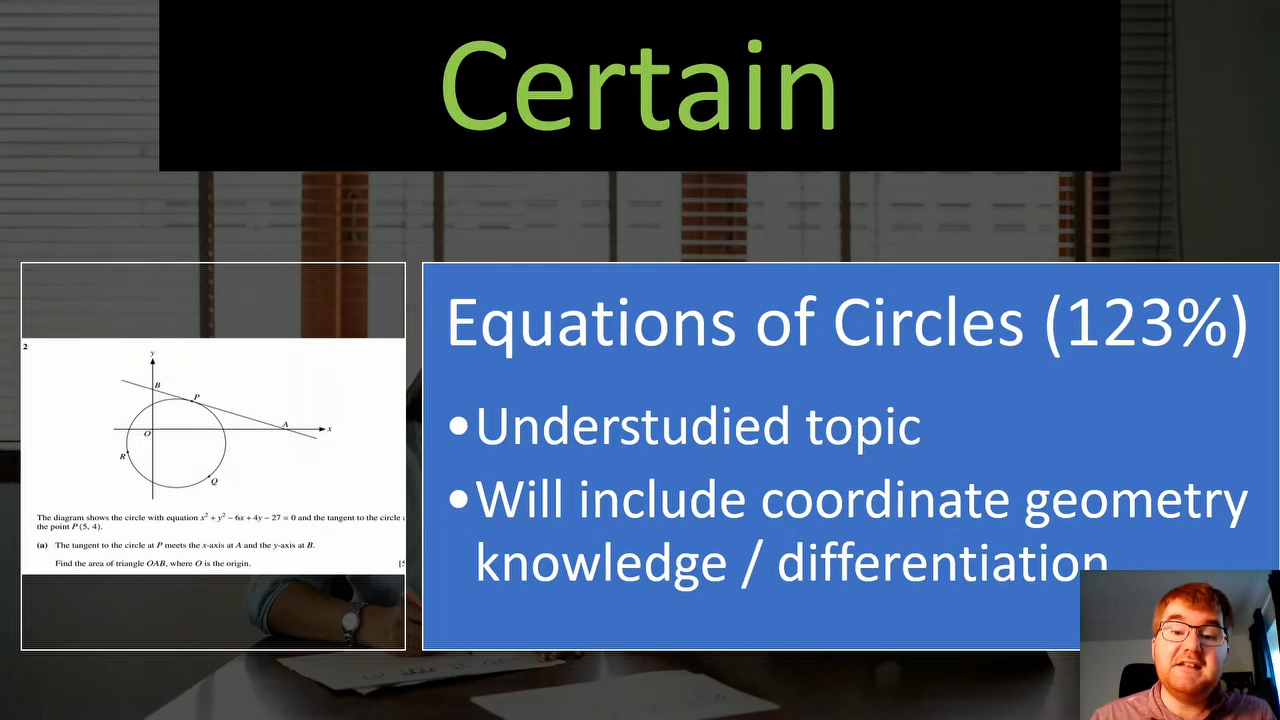 Certain
Equations of Circles (123%)
•Understudied topic
•Will include coordinate geometry
knowledge / differentiation
2
y
B
P
A
x
O
R
Q
The diagram shows the circle with equation x² + y² − 6x + 4y − 27 = 0 and the tangent to the circle
the point P (5, 4).
(a) The tangent to the circle at P meets the x-axis at A and the y-axis at B.
Find the area of triangle OAB, where O is the origin.